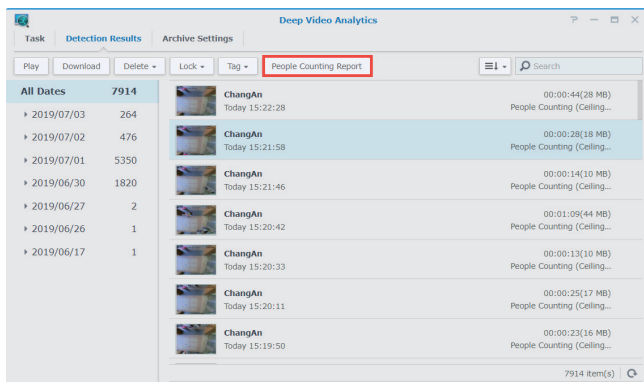 Deep Video Analytics
Task Detection Results Archive Settings
Play Download Delete Lock Tag People Counting Report Search
All Dates 7914
2019/07/03 264
2019/07/02 476
2019/07/01 5350
2019/06/30 1820
2019/06/27 2
2019/06/26 1
2019/06/17 1
ChangAn 00:00:44(28 MB)
Today 15:22:28 People Counting (Ceiling...
ChangAn 00:00:28(18 MB)
Today 15:21:58 People Counting (Ceiling...
ChangAn 00:00:14(10 MB)
Today 15:21:46 People Counting (Ceiling...
ChangAn 00:01:09(44 MB)
Today 15:20:42 People Counting (Ceiling...
ChangAn 00:00:13(10 MB)
Today 15:20:33 People Counting (Ceiling...
ChangAn 00:00:25(17 MB)
Today 15:20:11 People Counting (Ceiling...
ChangAn 00:00:23(16 MB)
Today 15:19:50 People Counting (Ceiling...
7914 item(s)